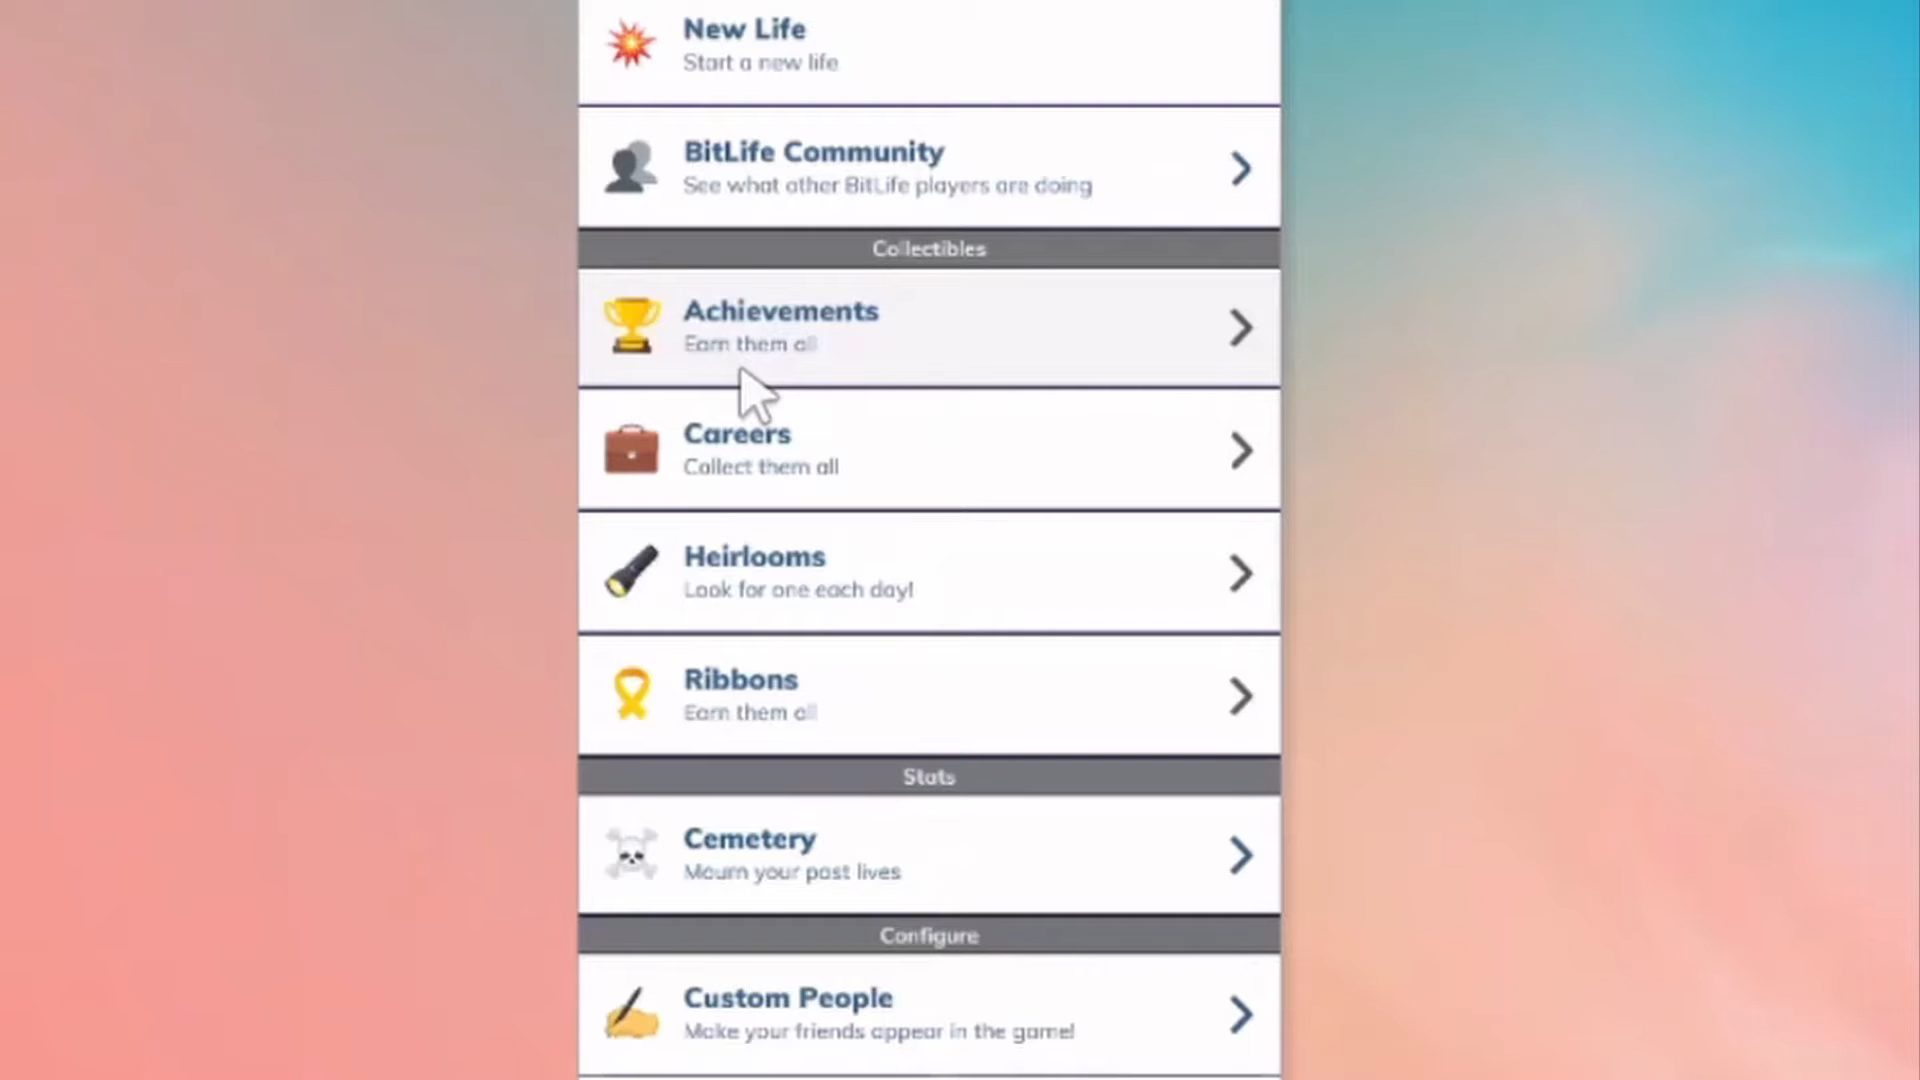 New Life
Start a new life
BitLife Community
See what other BitLife players are doing
Collectibles
Achievements
Earn them all
Careers
Collect them all
Heirlooms
Look for one each day!
Ribbons
Earn them all
Stats
Cemetery
Mourn your past lives
Configure
Custom People
Make your friends appear in the game!